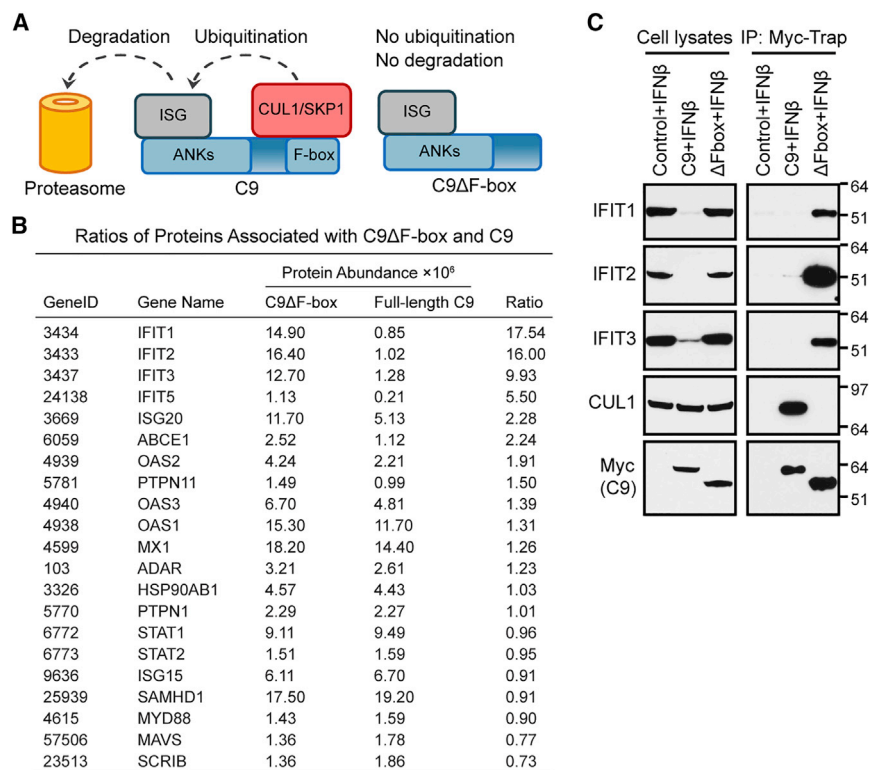 A
Degradation
Ubiquitination
No ubiquitination
No degradation
ISG
CUL1/SKP1
ISG
ANKs
F-box
ANKs
Proteasome
C9
C9ΔF-box
B
Ratios of Proteins Associated with C9ΔF-box and C9
Protein Abundance ×10⁶
GeneID Gene Name C9ΔF-box Full-length C9 Ratio
3434 IFIT1 14.90 0.85 17.54
3433 IFIT2 16.40 1.02 16.00
3437 IFIT3 12.70 1.28 9.93
24138 IFIT5 1.13 0.21 5.50
3669 ISG20 11.70 5.13 2.28
6059 ABCE1 2.52 1.12 2.24
4939 OAS2 4.24 2.21 1.91
5781 PTPN11 1.49 0.99 1.50
4940 OAS3 6.70 4.81 1.39
4938 OAS1 15.30 11.70 1.31
4599 MX1 18.20 14.40 1.26
103 ADAR 3.21 2.61 1.23
3326 HSP90AB1 4.57 4.43 1.03
5770 PTPN1 2.29 2.27 1.01
6772 STAT1 9.11 9.49 0.96
6773 STAT2 1.51 1.59 0.95
9636 ISG15 6.11 6.70 0.91
25939 SAMHD1 17.50 19.20 0.91
4615 MYD88 1.43 1.59 0.90
57506 MAVS 1.36 1.78 0.77
23513 SCRIB 1.36 1.86 0.73
C
Cell lysates IP: Myc-Trap
Control+IFNβ
C9+IFNβ
ΔFbox+IFNβ
Control+IFNβ
C9+IFNβ
ΔFbox+IFNβ
64
IFIT1 51
64
IFIT2 51
64
IFIT3 51
97
CUL1
64
Myc 64
(C9) 51